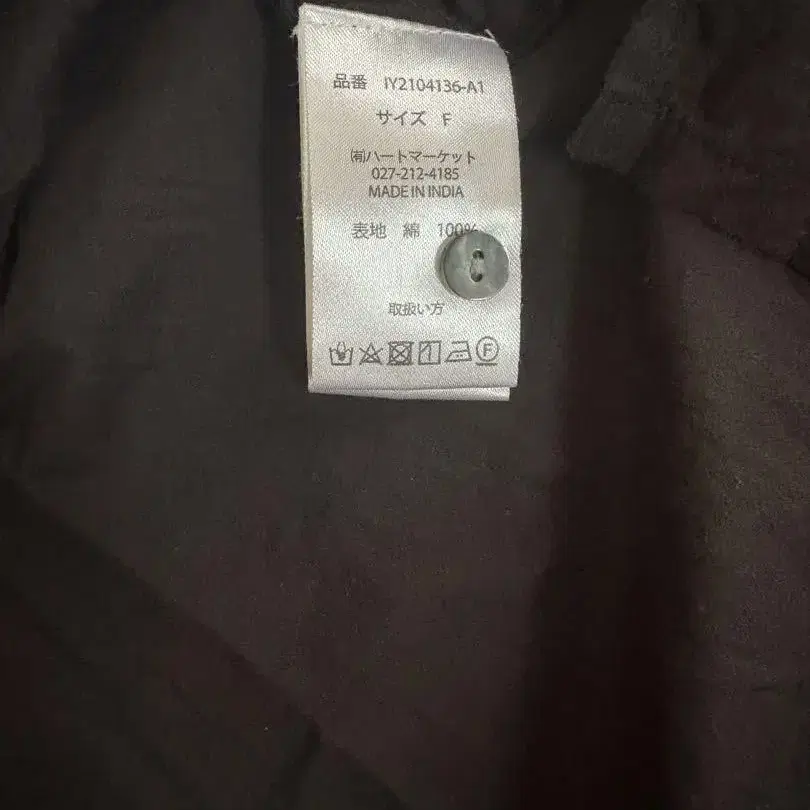 品番 IY2104136-A1
サイズ F
㈲ハートマーケット
027-212-4185
MADE IN INDIA
表地 綿 100%
取扱い方
F